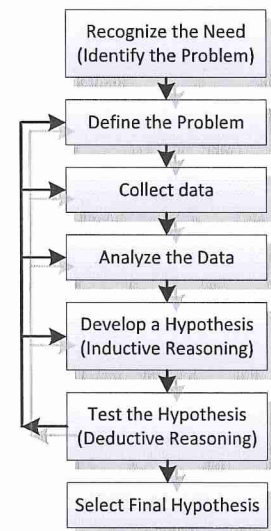 Recognize the Need
(Identify the Problem)
Define the Problem
Collect data
Analyze the Data
Develop a Hypothesis
(Inductive Reasoning)
Test the Hypothesis
(Deductive Reasoning)
Select Final Hypothesis